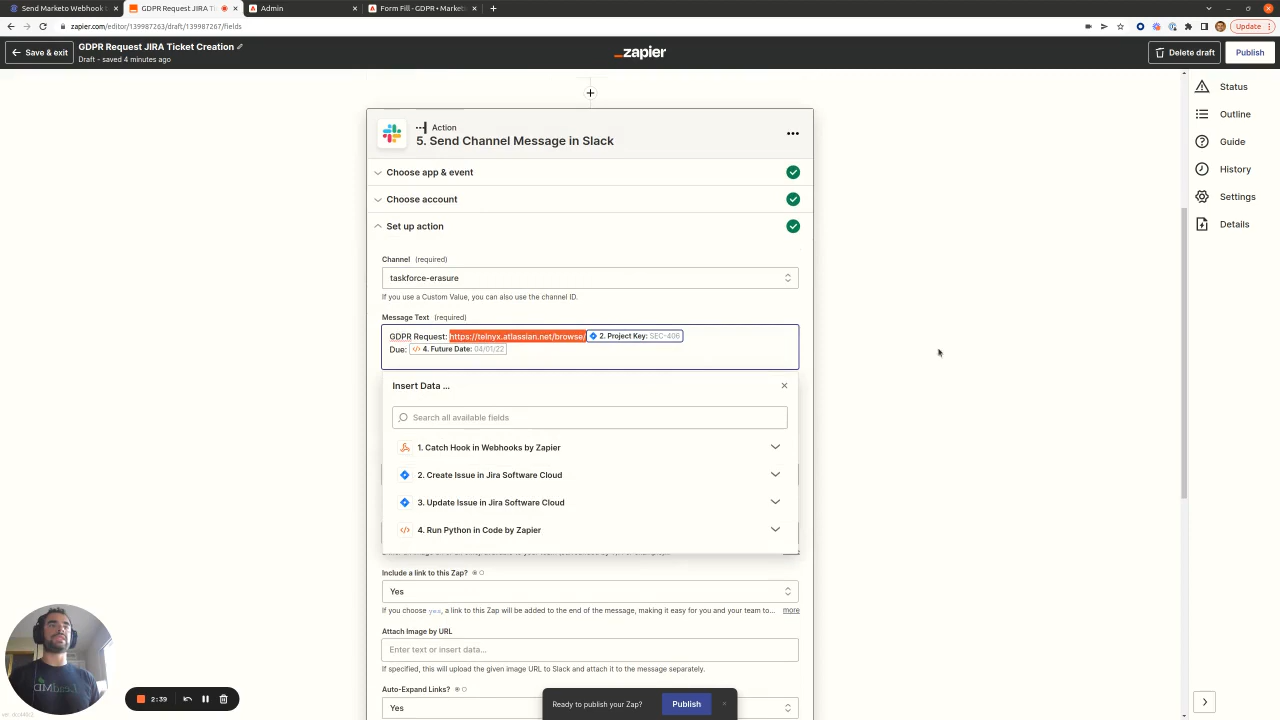 Send Marketo Webhook t
GDPR Request JIRA T
Admin
Form Fill - GDPR • Market
zapier.com/editor/139987263/draft/139987267/fields
Update
Save & exit
GDPR Request JIRA Ticket Creation
Draft - saved 4 minutes ago
_zapier
Delete draft
Publish
Action
5. Send Channel Message in Slack
Choose app & event
Choose account
Set up action
Channel (required)
taskforce-erasure
If you use a Custom Value, you can also use the channel ID.
Message Text (required)
GDPR Request: https://telnyx.atlassian.net/browse/ 2. Project Key: SEC-406
Due: 4. Future Date: 04/01/22
Insert Data ...
Search all available fields
1. Catch Hook in Webhooks by Zapier
2. Create Issue in Jira Software Cloud
3. Update Issue in Jira Software Cloud
4. Run Python in Code by Zapier
Include a link to this Zap?
Yes
If you choose yes, a link to this Zap will be added to the end of the message, making it easy for you and your team to... more
Attach Image by URL
Enter text or insert data...
If specified, this will upload the given image URL to Slack and attach it to the message separately.
Auto-Expand Links?
Yes
Ready to publish your Zap?
Publish
Status
Outline
Guide
History
Settings
Details
2:39